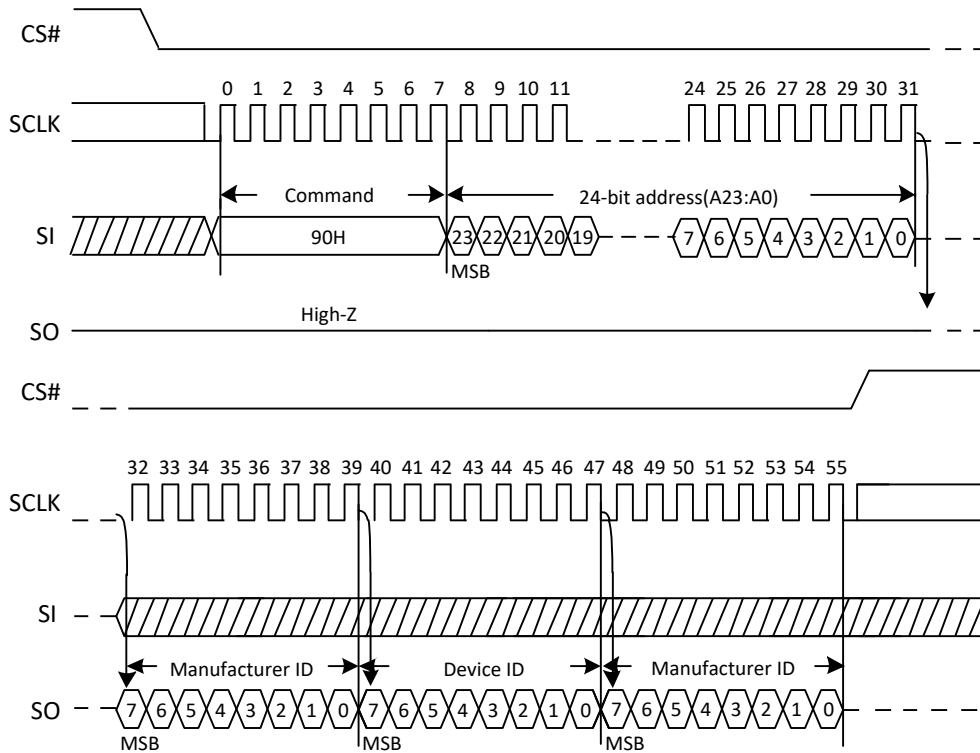 CS#
0 1 2 3 4 5 6 7 8 9 10 11 24 25 26 27 28 29 30 31
SCLK
Command 24-bit address(A23:A0)
SI 90H 23 22 21 20 19 7 6 5 4 3 2 1 0
MSB
High-Z
SO
CS#
32 33 34 35 36 37 38 39 40 41 42 43 44 45 46 47 48 49 50 51 52 53 54 55
SCLK
SI
Manufacturer ID Device ID Manufacturer ID
SO 7 6 5 4 3 2 1 0 7 6 5 4 3 2 1 0 7 6 5 4 3 2 1 0
MSB MSB MSB